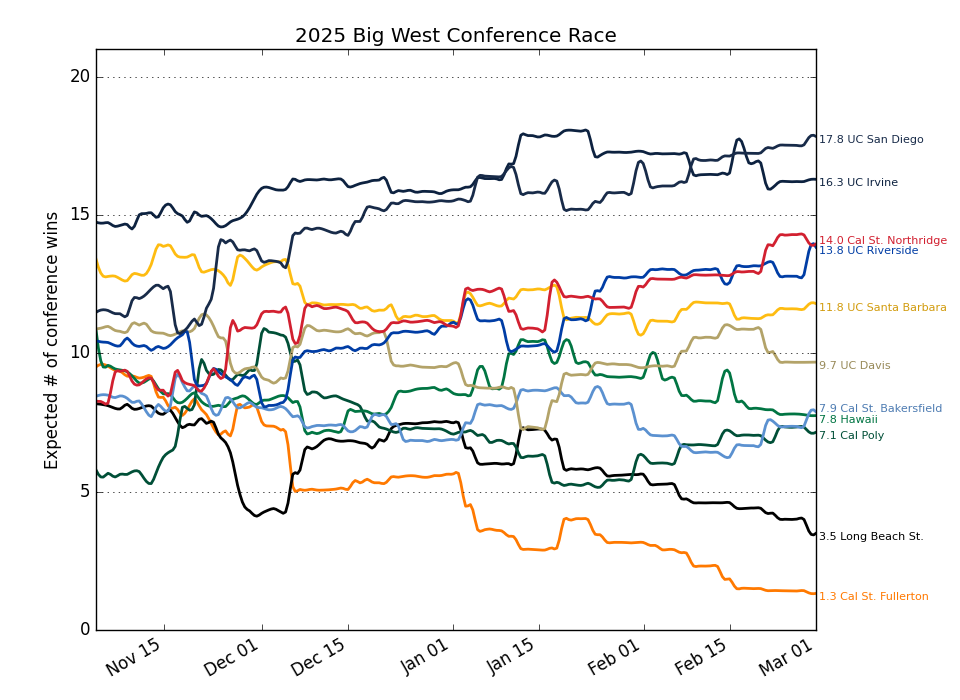 2025 Big West Conference Race
Expected # of conference wins
20
15
10
5
0
17.8 UC San Diego
16.3 UC Irvine
14.0 Cal St. Northridge
13.8 UC Riverside
11.8 UC Santa Barbara
9.7 UC Davis
7.9 Cal St. Bakersfield
7.8 Hawaii
7.1 Cal Poly
3.5 Long Beach St.
1.3 Cal St. Fullerton
Nov 15
Dec 01
Dec 15
Jan 01
Jan 15
Feb 01
Feb 15
Mar 01